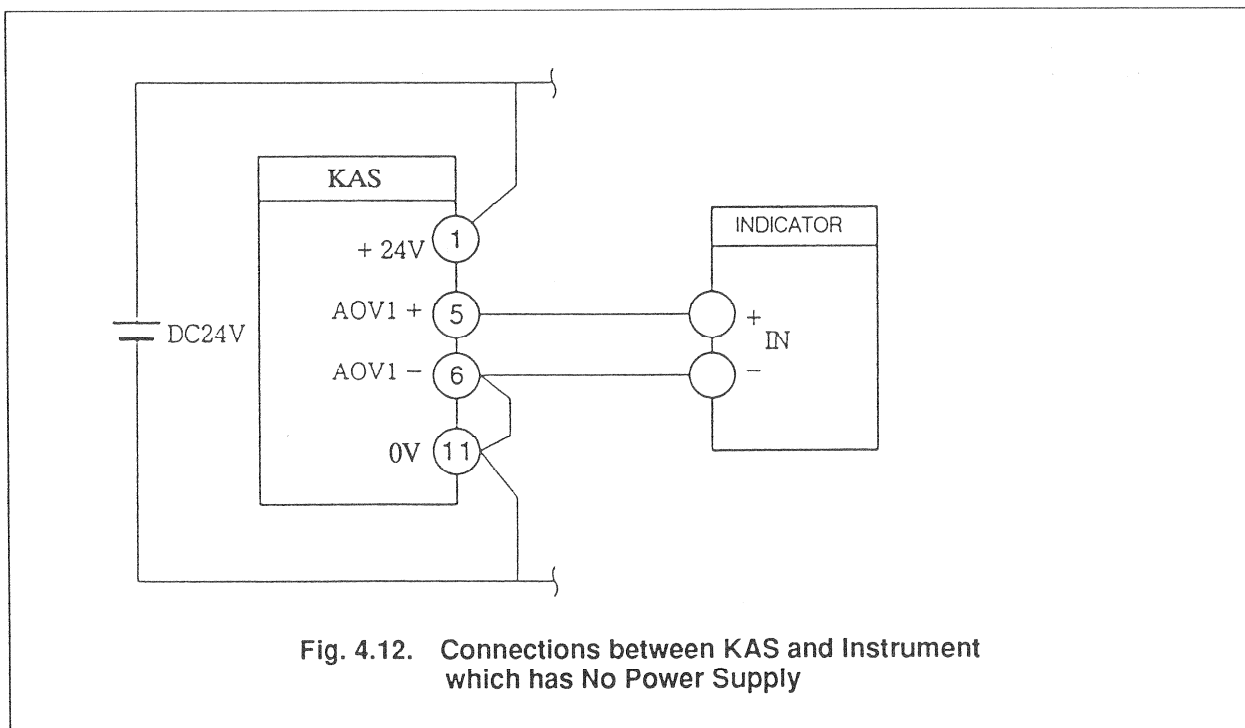 KAS
INDICATOR
+ 24V 1
AOV1 + 5
+
DC24V
IN
AOV1 − 6
−
0V 11
Fig. 4.12. Connections between KAS and Instrument
which has No Power Supply